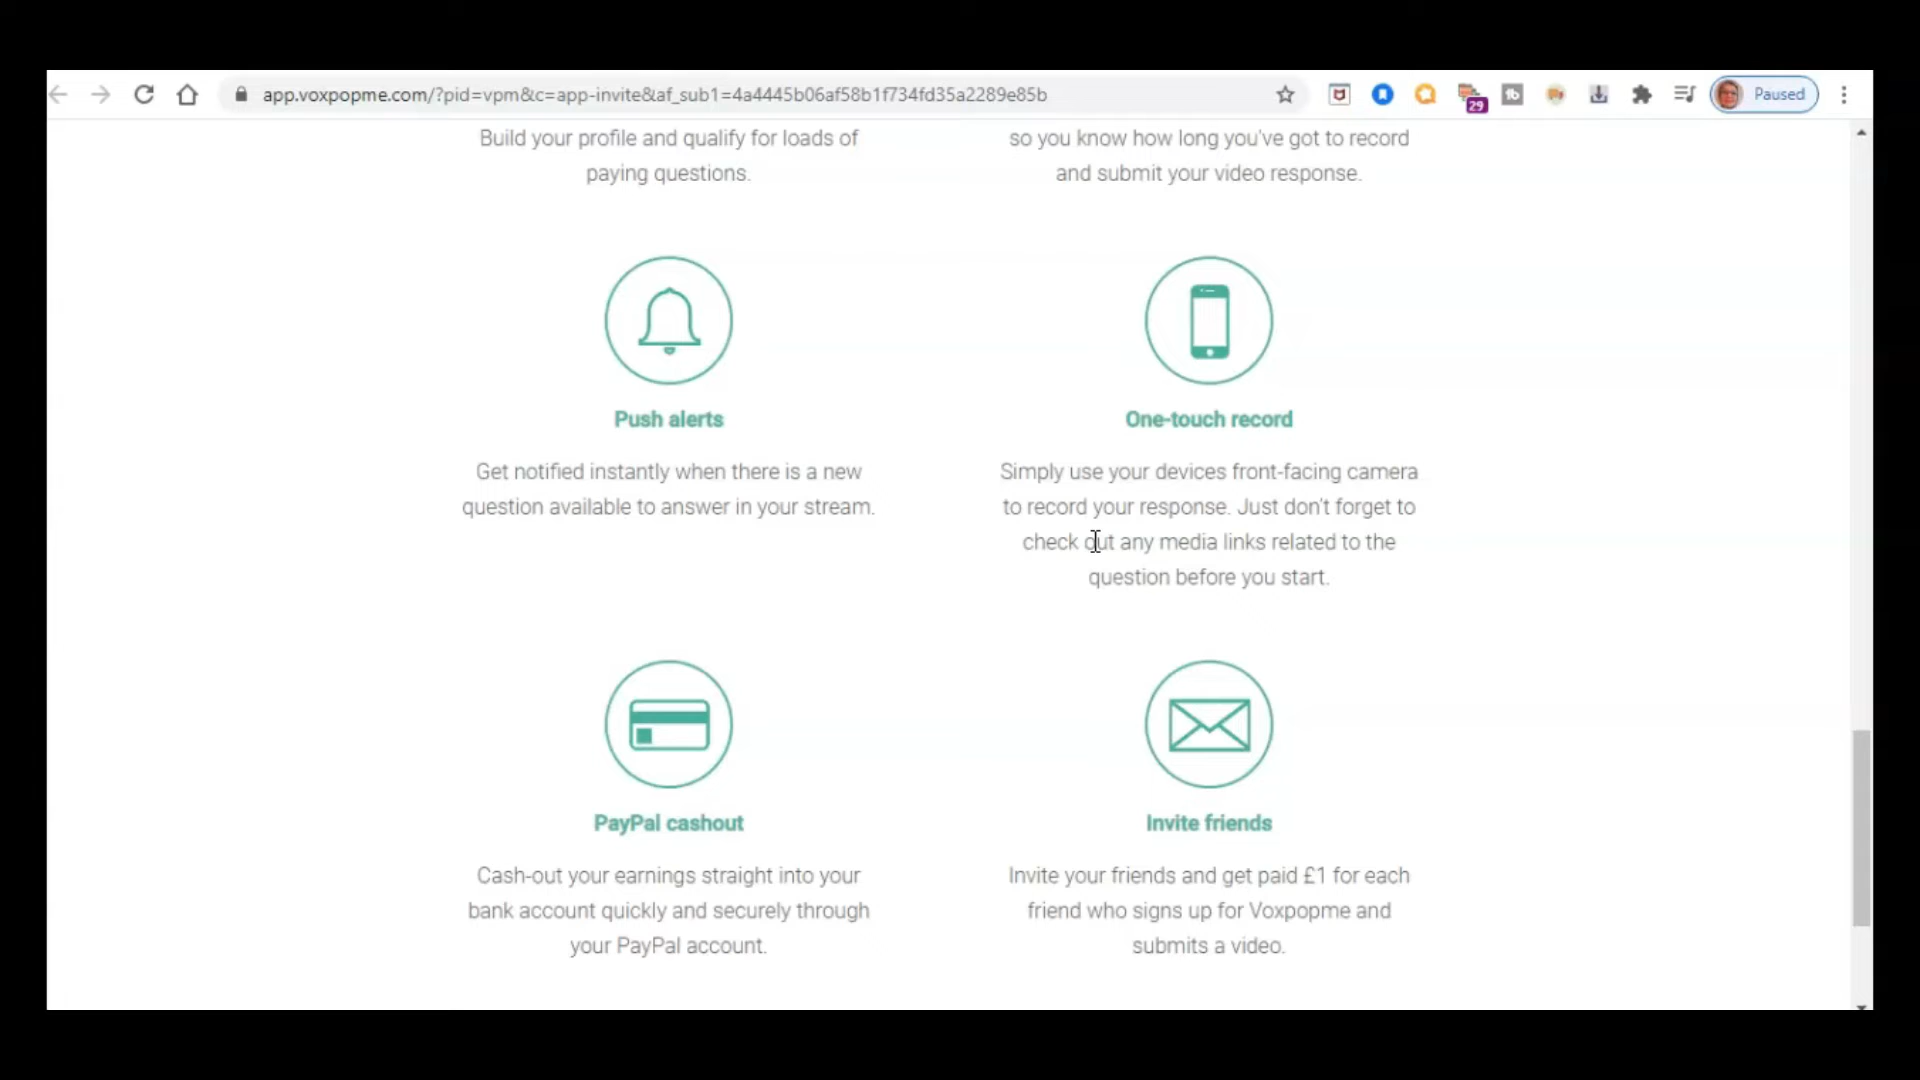 app.voxpopme.com/?pid=vpm&c=app-invite&af_sub1=4a4445b06af58b1f734fd35a2289e85b
29
Paused
Build your profile and qualify for loads of
paying questions.
so you know how long you've got to record
and submit your video response.
Push alerts
Get notified instantly when there is a new
question available to answer in your stream.
One-touch record
Simply use your devices front-facing camera
to record your response. Just don't forget to
check out any media links related to the
question before you start.
PayPal cashout
Cash-out your earnings straight into your
bank account quickly and securely through
your PayPal account.
Invite friends
Invite your friends and get paid £1 for each
friend who signs up for Voxpopme and
submits a video.